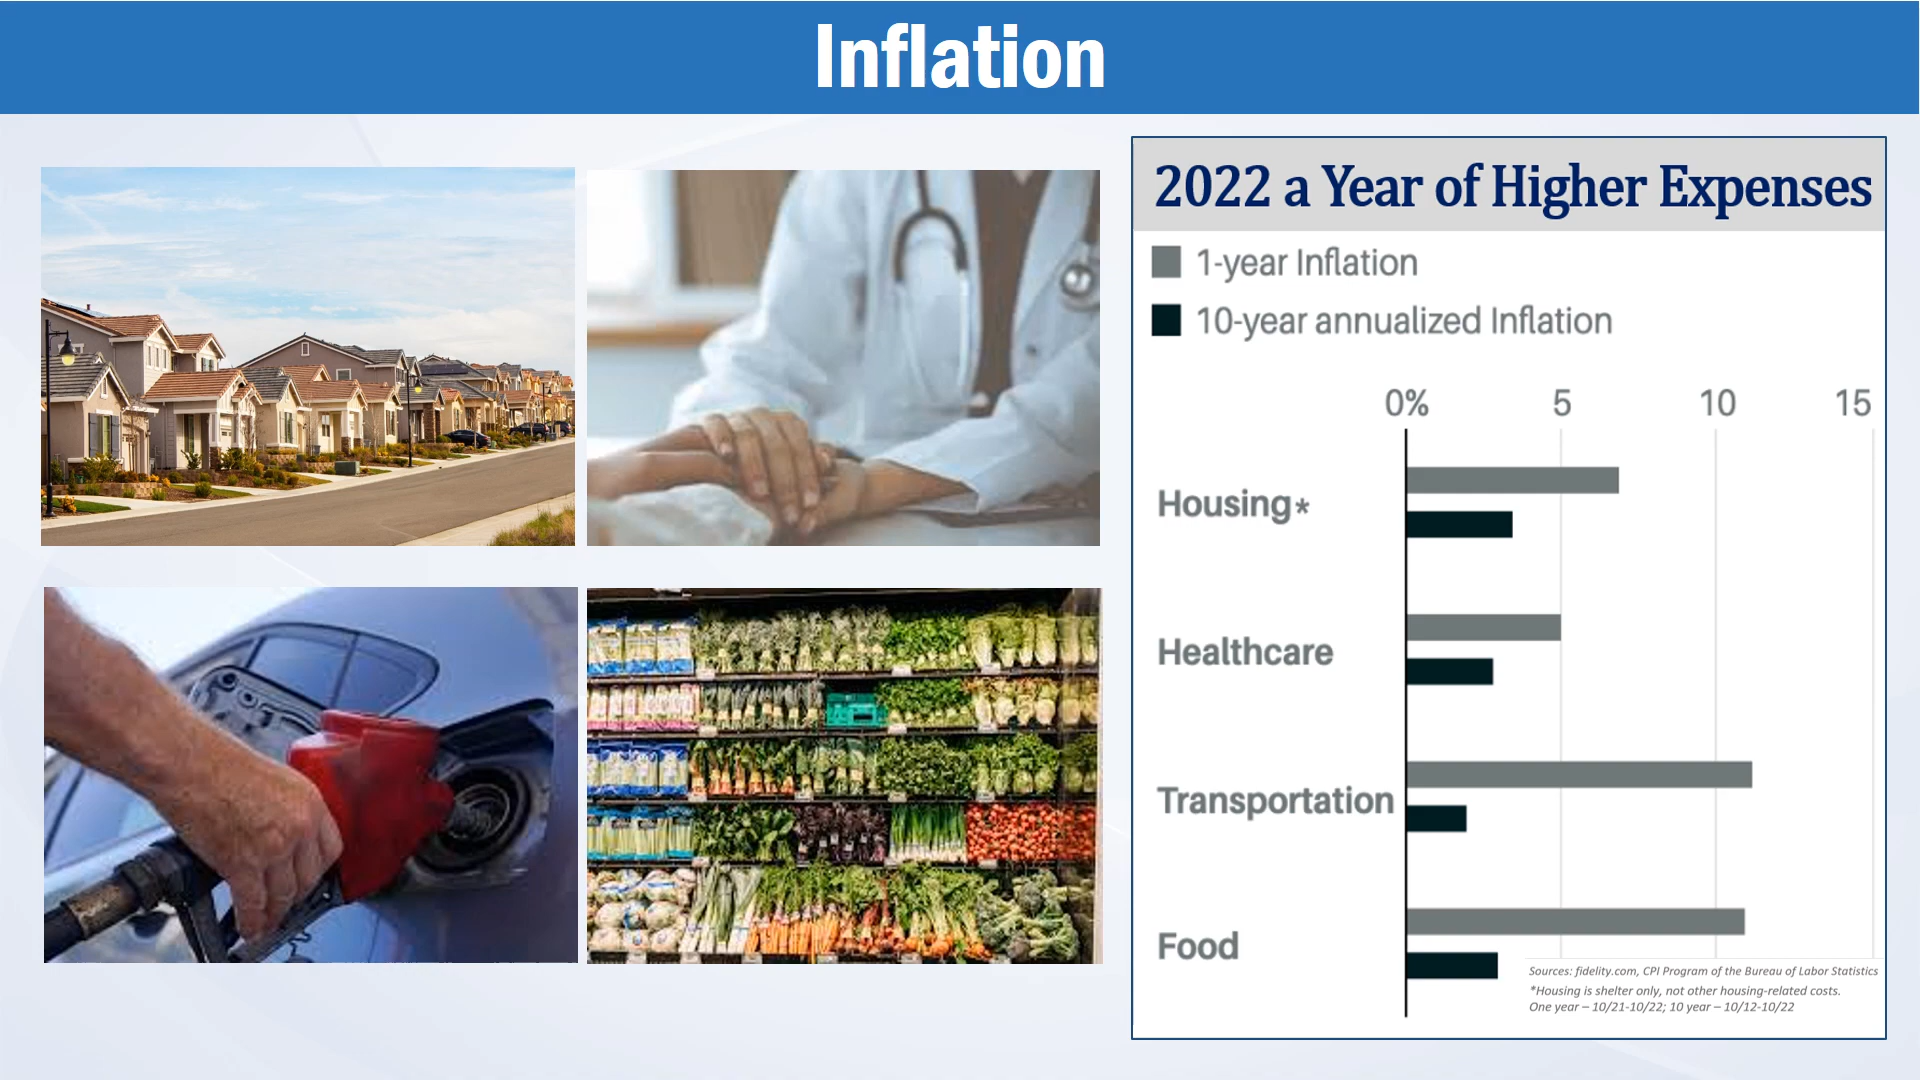 Inflation
2022 a Year of Higher Expenses
1-year Inflation
10-year annualized Inflation
0% 5 10 15
Housing*
Healthcare
Transportation
Food
Sources: fidelity.com, CPI Program of the Bureau of Labor Statistics
*Housing is shelter only, not other housing-related costs.
One year – 10/21-10/22; 10 year – 10/12-10/22